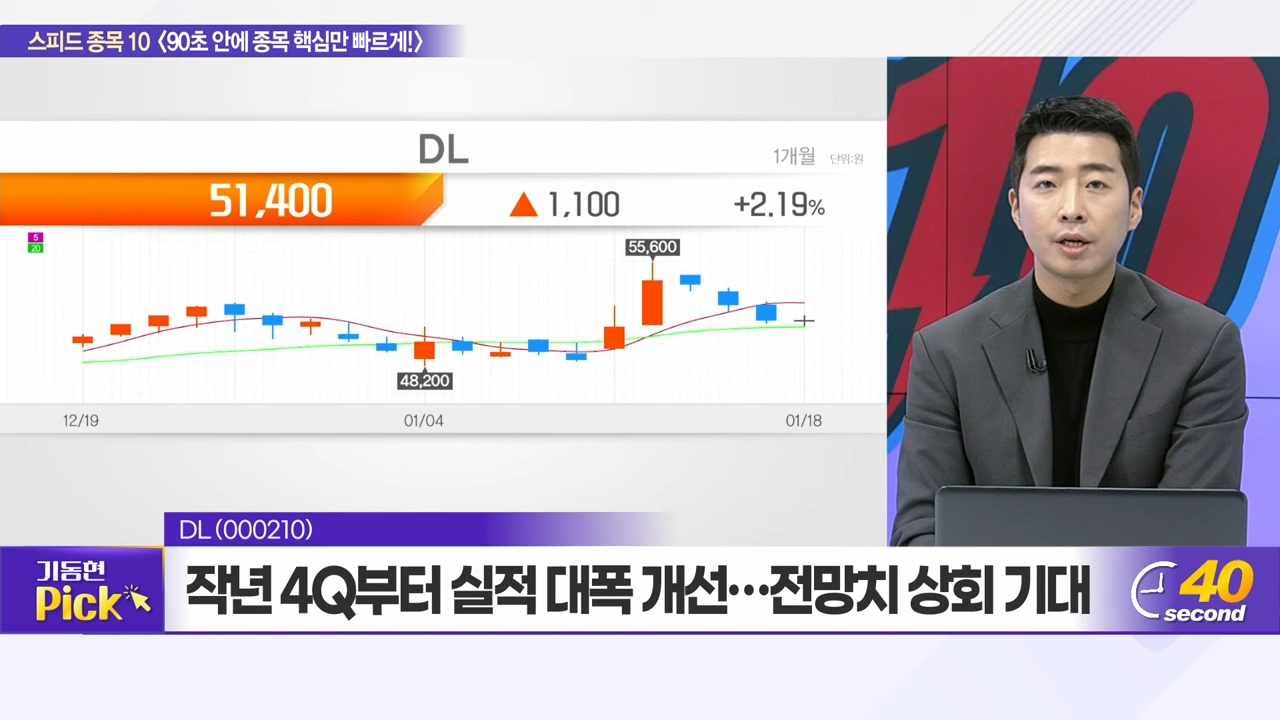 스피드 종목 10 〈90초 안에 종목 핵심만 빠르게!〉
DL
1개월 단위:원
51,400 ▲ 1,100 +2.19%
5
20
55,600
48,200
12/19 01/04 01/18
10
DL(000210)
기동현
Pick
작년 4Q부터 실적 대폭 개선…전망치 상회 기대
40
second